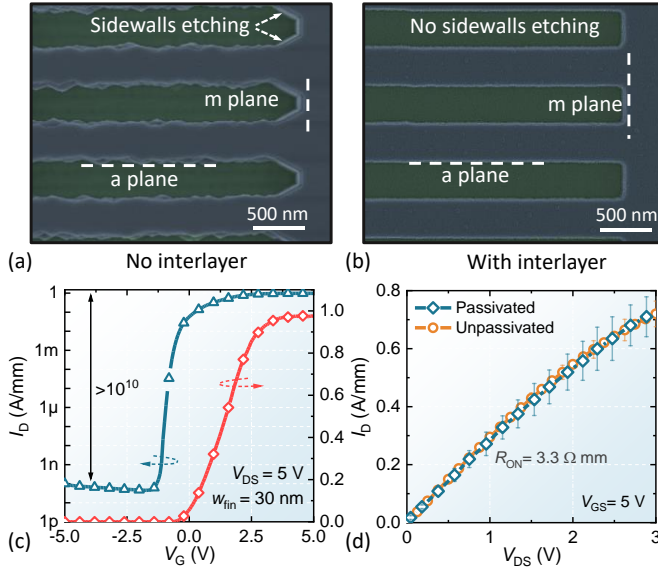 Sidewalls etching
m plane
a plane
500 nm
No sidewalls etching
m plane
a plane
500 nm
(a)
No interlayer
(b)
With interlayer
1
1m
1μ
1n
1p
I_D (A/mm)
>10^10
V_DS = 5 V
w_fin = 30 nm
1.0
0.8
0.6
0.4
0.2
0.0
I_D (A/mm)
-5.0
-2.5
0.0
2.5
5.0
(c)
V_G (V)
0.8
0.6
0.4
0.2
0.0
I_D (A/mm)
Passivated
Unpassivated
R_ON = 3.3 Ω mm
V_GS = 5 V
0
1
2
3
(d)
V_DS (V)